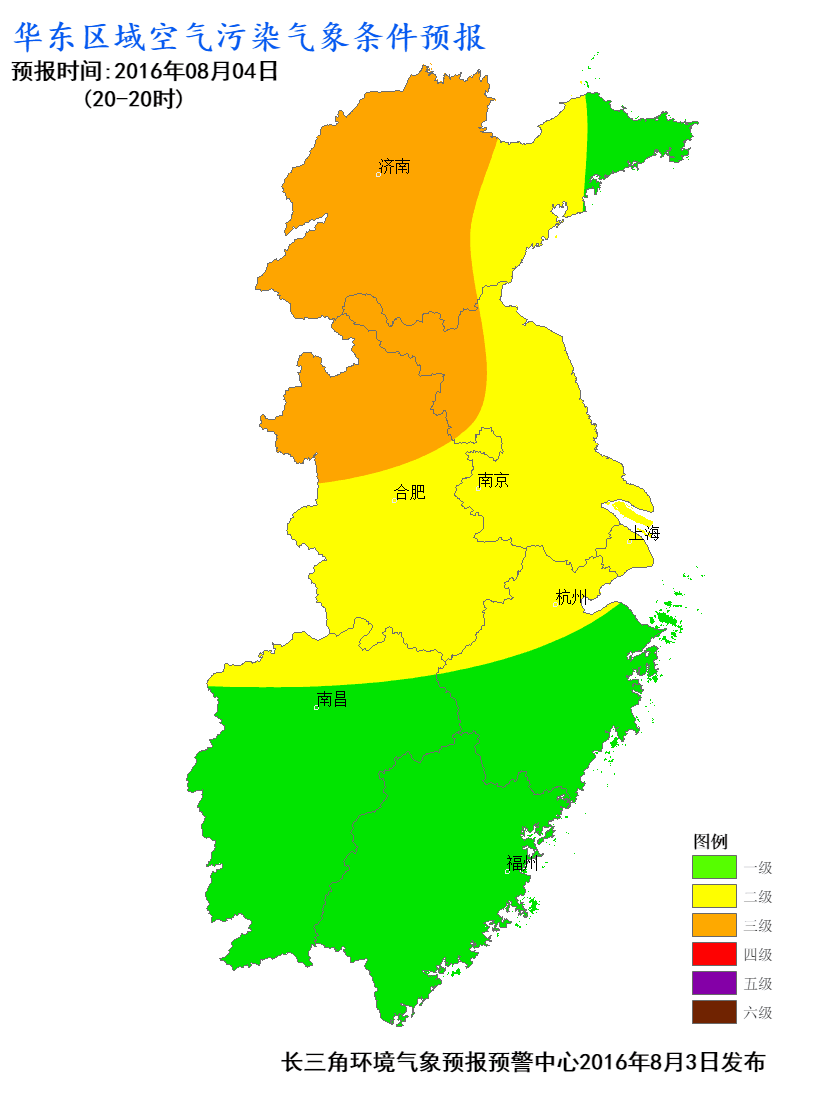 华东区域空气污染气象条件预报
预报时间:2016年08月04日
(20-20时)
济南
南京
合肥
上海
杭州
南昌
福州
图例
一级
二级
三级
四级
五级
六级
长三角环境气象预报预警中心2016年8月3日发布